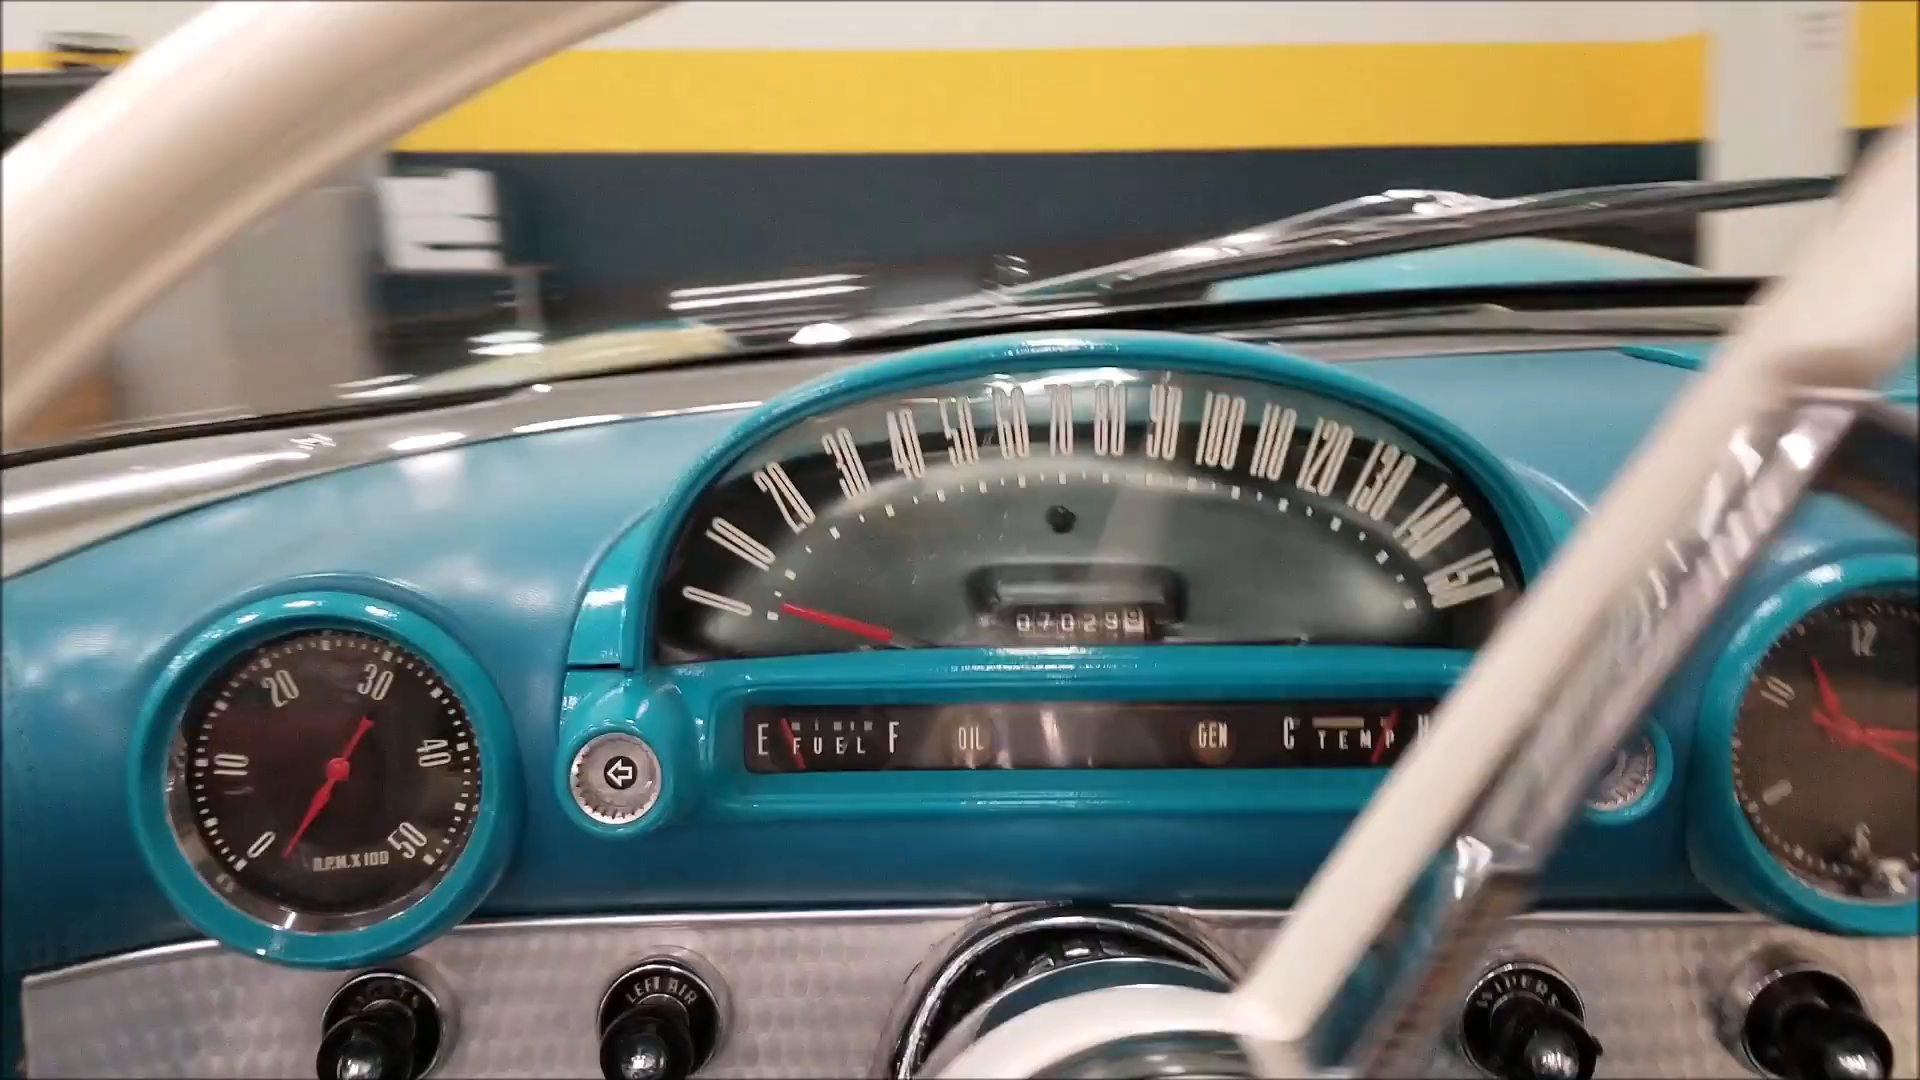 0 10 20 30 40 50 60 70 80 90 100 110 120 130 140 150
07029
0 10 20 30 40 50
R.P.M. X 100
E FUEL F OIL GEN C TEMP H
12
10
LEFT AIR
WIPERS